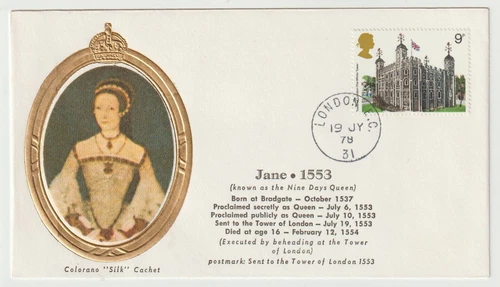 9P
LONDON E.C.
19 JY
78
31
Jane • 1553
(known as the Nine Days Queen)
Born at Bradgate — October 1537
Proclaimed secretly as Queen - July 6, 1553
Proclaimed publicly as Queen - July 10, 1553
Sent to the Tower of London - July 19, 1553
Died at age 16 — February 12, 1554
(Executed by beheading at the Tower
of London)
postmark: Sent to the Tower of London 1553
Colorano "Silk" Cachet